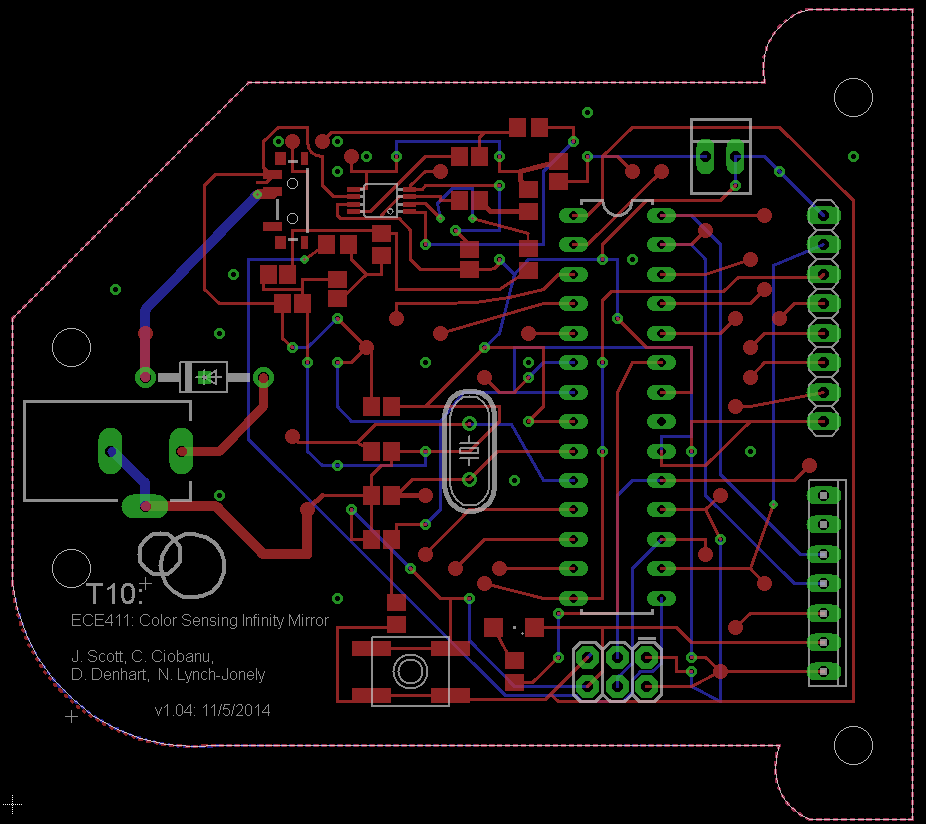 T10:
ECE411: Color Sensing Infinity Mirror
J. Scott, C. Ciobanu,
D. Denhart, N. Lynch-Jonely
v1.04: 11/5/2014